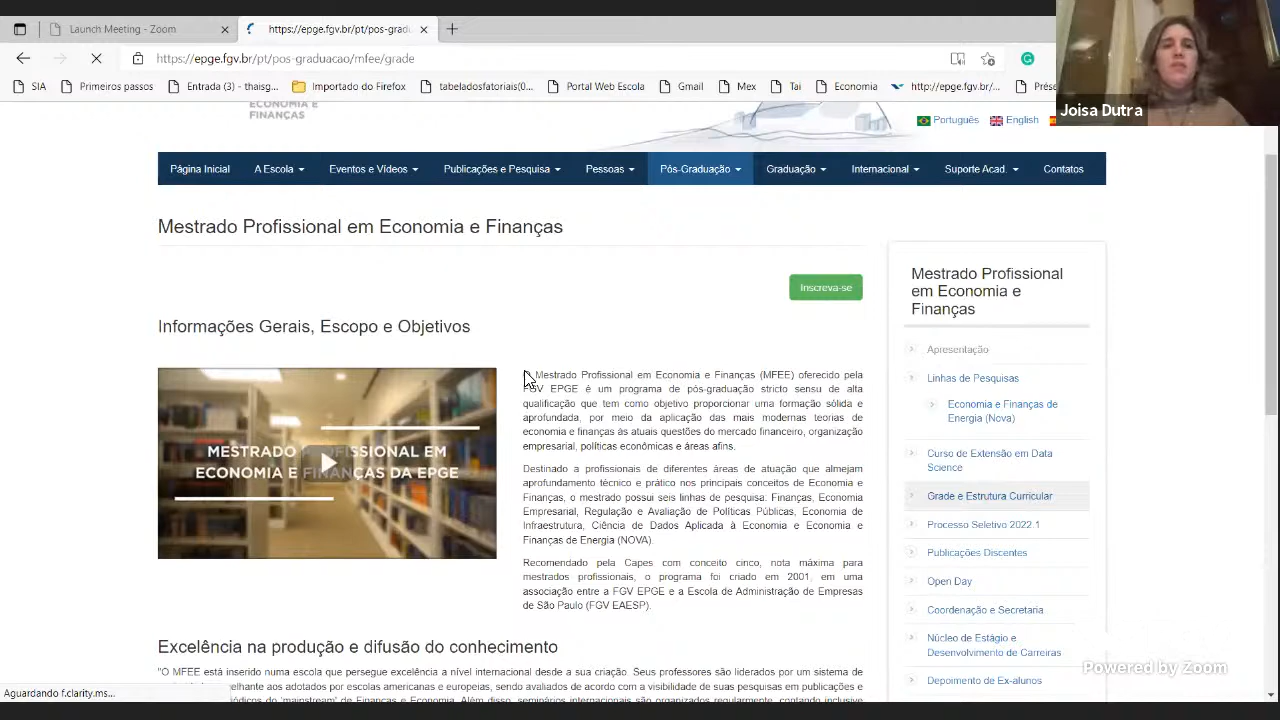 Launch Meeting - Zoom
https://epge.fgv.br/pt/pos-gradu
https://epge.fgv.br/pt/pos-graduacao/mfee/grade
SIA Primeiros passos Entrada (3) - thaisg... Importado do Firefox tabeladosfatoriais(0... Portal Web Escola Gmail Mex Tai Economia http://epge.fgv.br/...
Joisa Dutra
ECONOMIA E
FINANÇAS
Português English
Página Inicial A Escola Eventos e Vídeos Publicações e Pesquisa Pessoas Pós-Graduação Graduação Internacional Suporte Acad. Contatos
Mestrado Profissional em Economia e Finanças
Inscreva-se
Informações Gerais, Escopo e Objetivos
MESTRADO PROFISSIONAL EM
ECONOMIA E FINANÇAS DA EPGE
O Mestrado Profissional em Economia e Finanças (MFEE) oferecido pela
FGV EPGE é um programa de pós-graduação stricto sensu de alta
qualificação que tem como objetivo proporcionar uma formação sólida e
aprofundada, por meio da aplicação das mais modernas teorias de
economia e finanças às atuais questões do mercado financeiro, organização
empresarial, políticas econômicas e áreas afins.
Destinado a profissionais de diferentes áreas de atuação que almejam
aprofundamento técnico e prático nos principais conceitos de Economia e
Finanças, o mestrado possui seis linhas de pesquisa: Finanças, Economia
Empresarial, Regulação e Avaliação de Políticas Públicas, Economia de
Infraestrutura, Ciência de Dados Aplicada à Economia e Economia e
Finanças de Energia (NOVA).
Recomendado pela Capes com conceito cinco, nota máxima para
mestrados profissionais, o programa foi criado em 2001, em uma
associação entre a FGV EPGE e a Escola de Administração de Empresas
de São Paulo (FGV EAESP).
Excelência na produção e difusão do conhecimento
"O MFEE está inserido numa escola que persegue excelência a nível internacional desde a sua criação. Seus professores são liderados por um sistema de
elhante aos adotados por escolas americanas e europeias, sendo avaliados de acordo com a visibilidade de suas pesquisas em publicações e
Mestrado Profissional
em Economia e
Finanças
Apresentação
Linhas de Pesquisas
Economia e Finanças de
Energia (Nova)
Curso de Extensão em Data
Science
Grade e Estrutura Curricular
Processo Seletivo 2022.1
Publicações Discentes
Open Day
Coordenação e Secretaria
Núcleo de Estágio e
Desenvolvimento de Carreiras
Depoimento de Ex-alunos
Powered by Zoom
Aguardando f.clarity.ms...